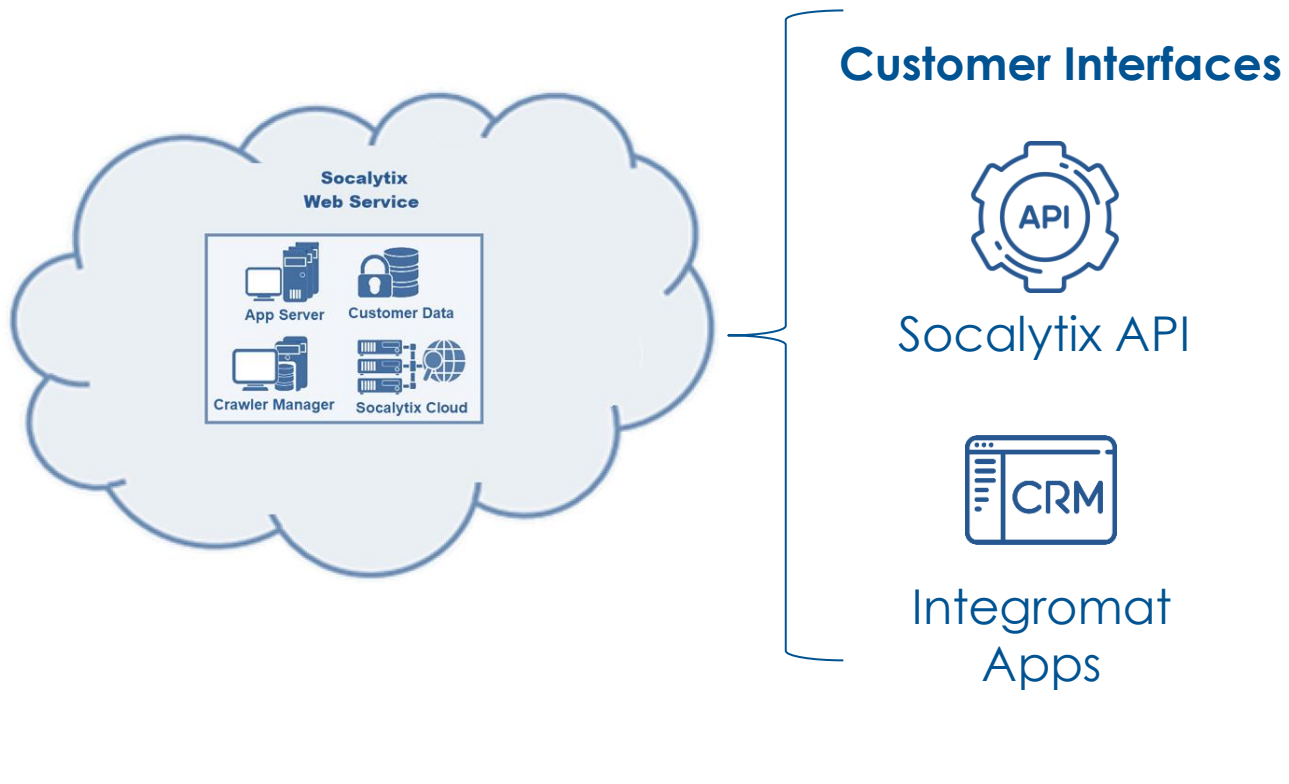 Socalytix
Web Service
App Server
Customer Data
Crawler Manager
Socalytix Cloud
Customer Interfaces
API
Socalytix API
CRM
Integromat
Apps